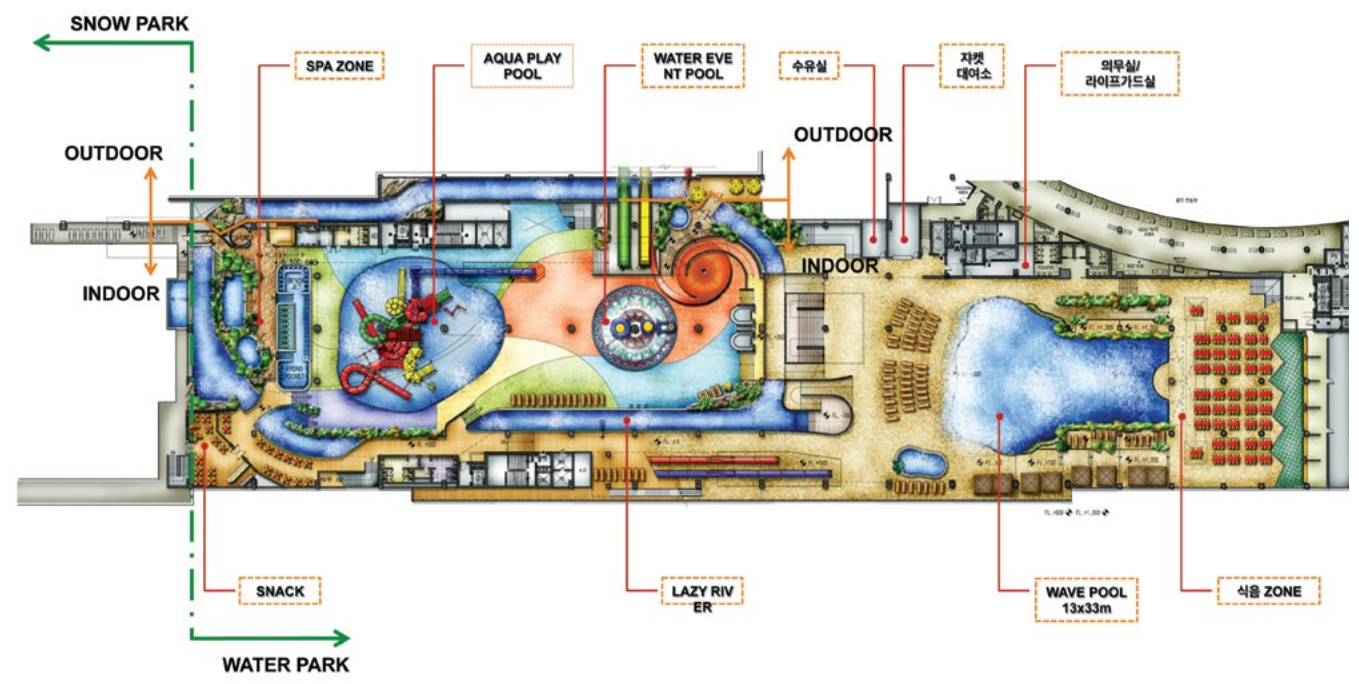 SNOW PARK
SPA ZONE
AQUA PLAY
POOL
WATER EVE
NT POOL
수유실
쟈켓
대여소
의무실/
라이프가드실
OUTDOOR
OUTDOOR
INDOOR
INDOOR
SNACK
LAZY RIV
ER
WAVE POOL
13x33m
식음 ZONE
WATER PARK